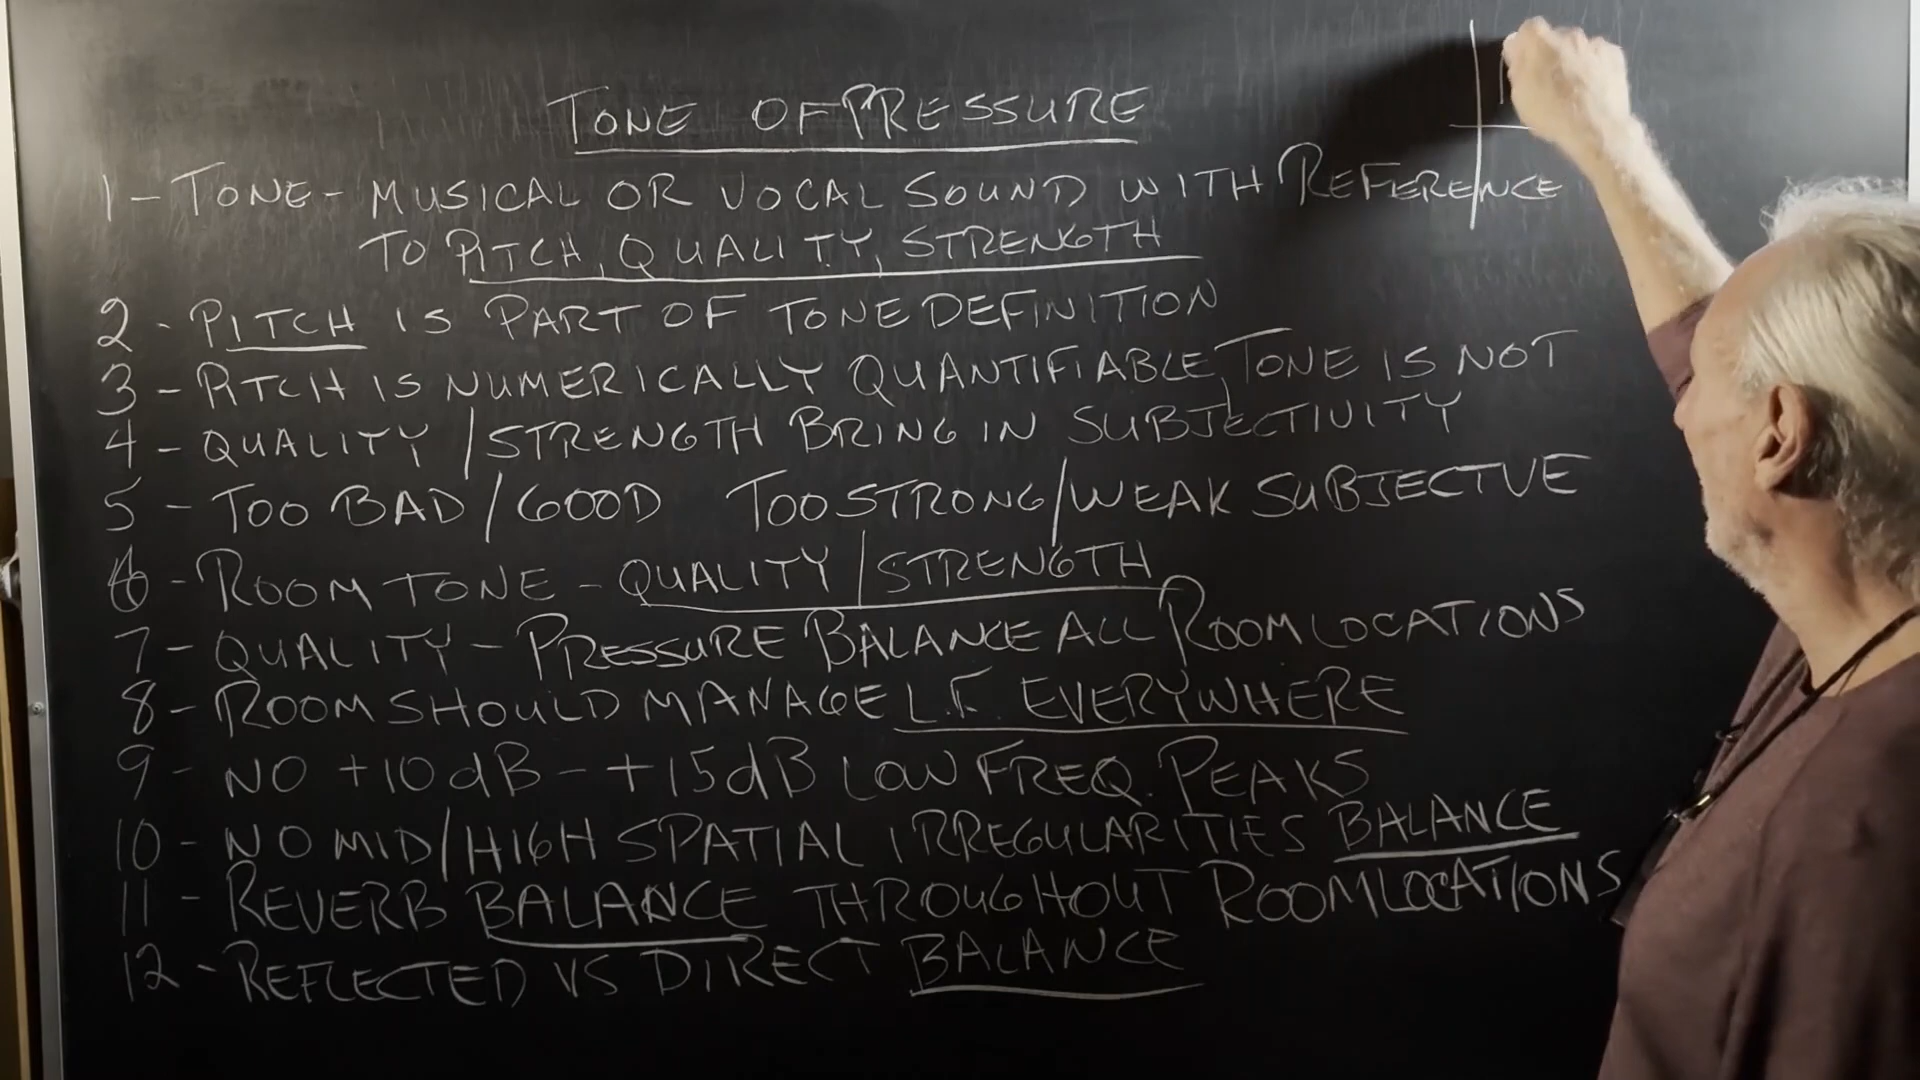 TONE OF PRESSURE
1 - TONE - MUSICAL OR VOCAL SOUND WITH REFERENCE
TO PITCH, QUALITY, STRENGTH
2 - PITCH IS PART OF TONE DEFINITION
3 - PITCH IS NUMERICALLY QUANTIFIABLE, TONE IS NOT
4 - QUALITY / STRENGTH BRING IN SUBJECTIVITY
5 - TOO BAD / GOOD TOO STRONG / WEAK SUBJECTVE
6 - ROOM TONE - QUALITY / STRENGTH
7 - QUALITY - PRESSURE BALANCE ALL ROOM LOCATIONS
8 - ROOM SHOULD MANAGE L.F. EVERYWHERE
9 - NO +10dB - +15dB LOW FREQ. PEAKS
10 - NO MID/HIGH SPATIAL IRREGULARITIES BALANCE
11 - REVERB BALANCE THROUGHOUT ROOM LOCATIONS
12 - REFLECTED VS DIRECT BALANCE